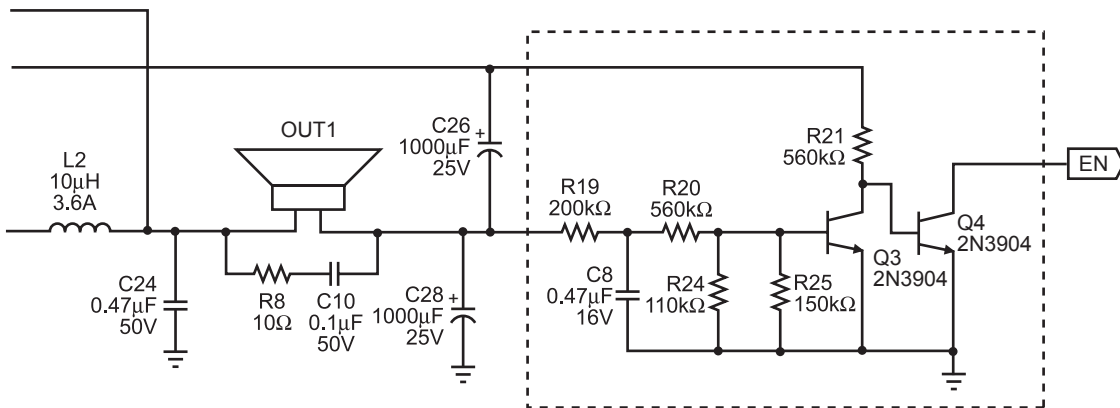 OUT1
C26
1000μF
25V
+
R21
560kΩ
EN
L2
10μH
3.6A
R19
200kΩ
R20
560kΩ
Q4
2N3904
Q3
2N3904
C24
0.47μF
50V
R8
10Ω
C10
0.1μF
50V
C28
1000μF
25V
+
C8
0.47μF
16V
R24
110kΩ
R25
150kΩ